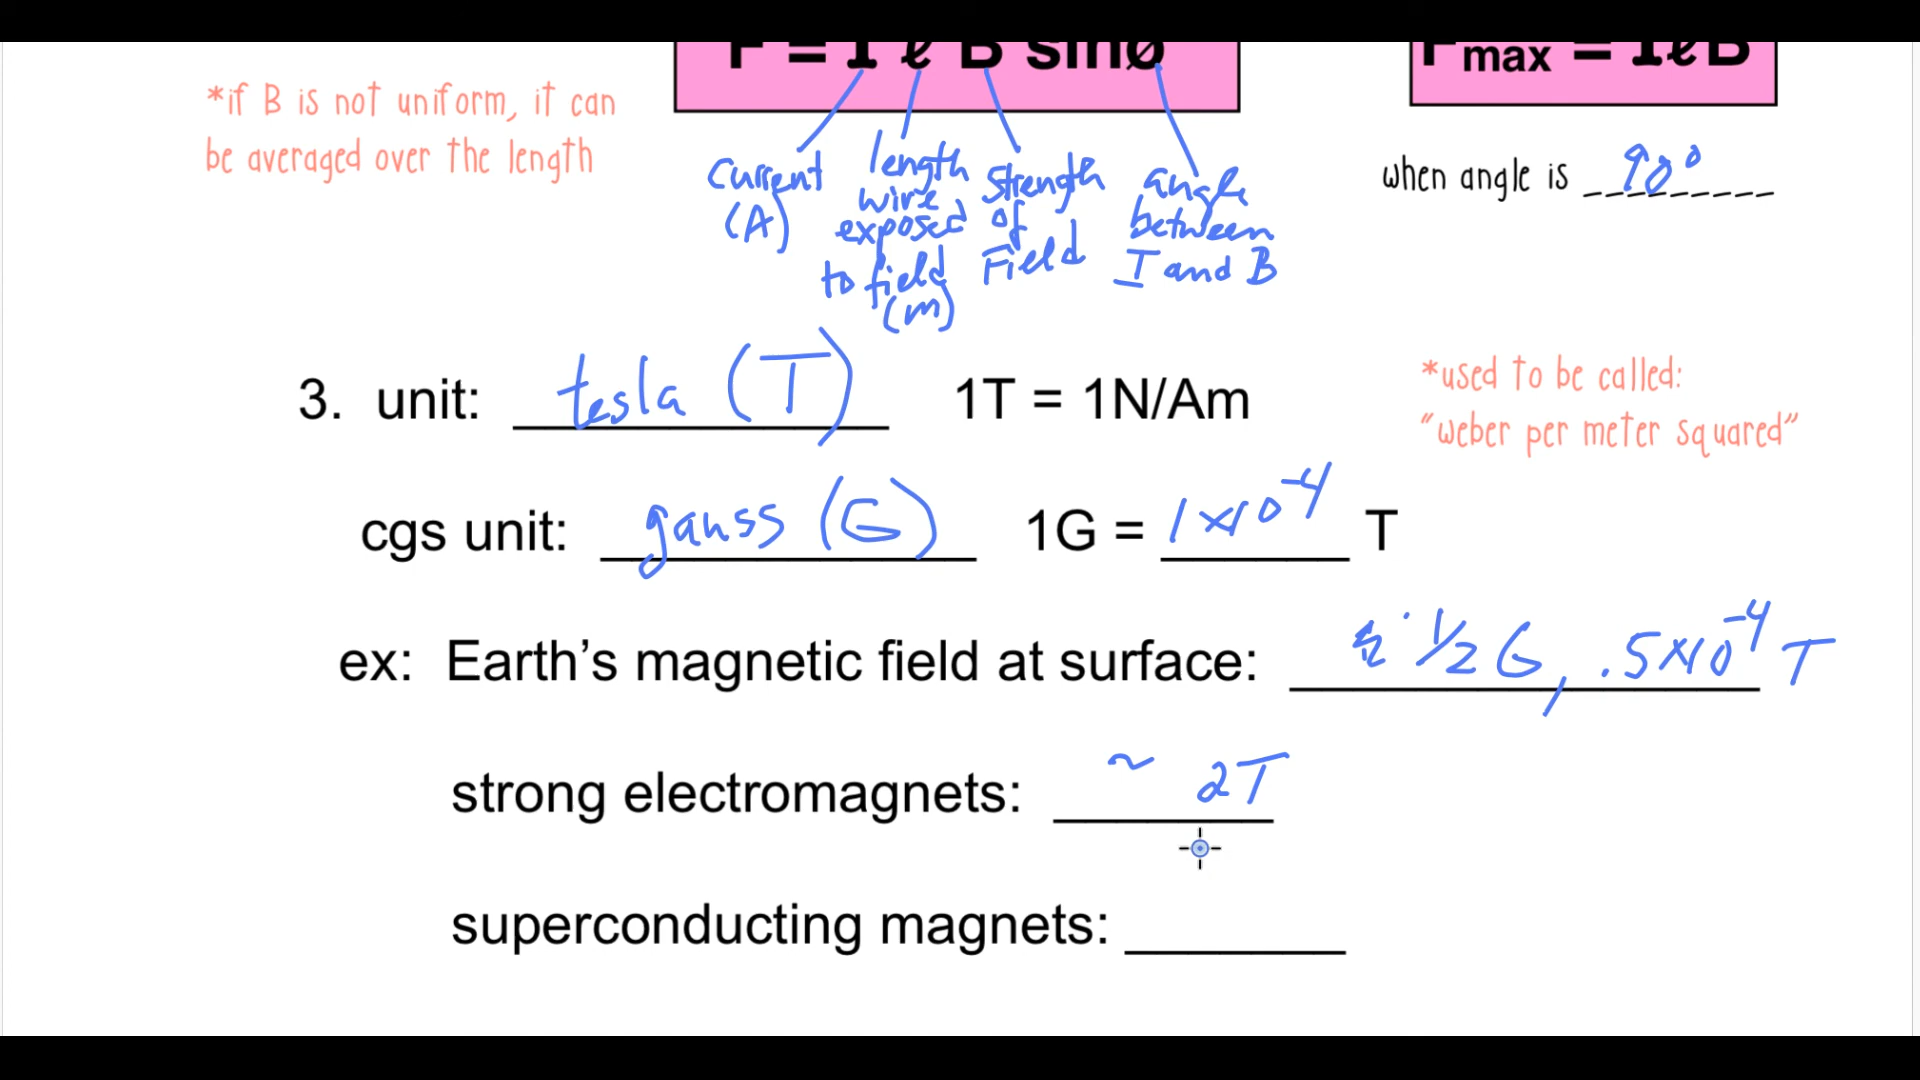 F = I ℓ B sinø
Fmax = IℓB
*if B is not uniform, it can
be averaged over the length
when angle is 90°
current
(A)
length
wire
exposed
to field
(m)
strength
of
Field
angle
between
I and B
3. unit: tesla (T) 1T = 1N/Am
*used to be called:
"weber per meter squared"
cgs unit: gauss (G) 1G = 1x10⁻⁴ T
ex: Earth's magnetic field at surface: 1/2 G, .5x10⁻⁴ T
strong electromagnets: ~ 2T
superconducting magnets: